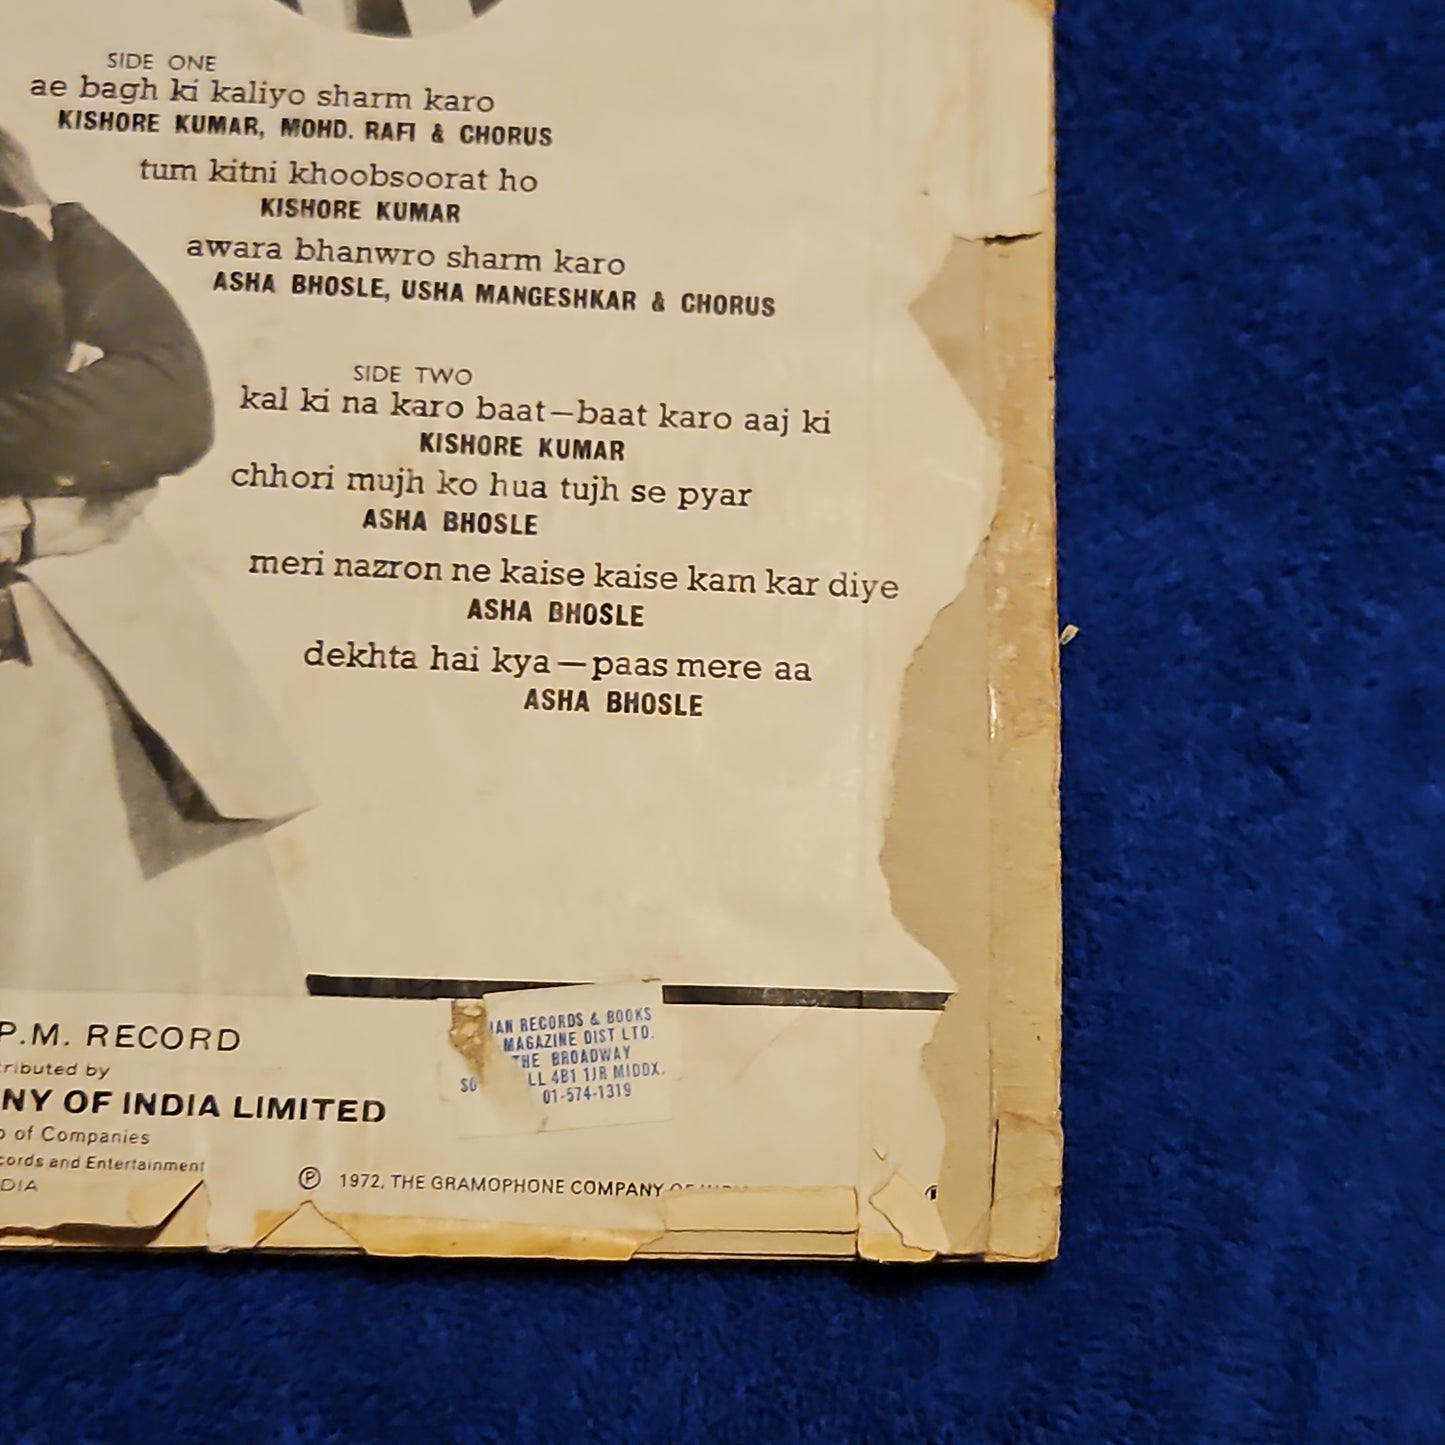 SIDE ONE
ae bagh ki kaliyo sharm karo
KISHORE KUMAR, MOHD. RAFI & CHORUS
tum kitni khoobsoorat ho
KISHORE KUMAR
awara bhanwro sharm karo
ASHA BHOSLE, USHA MANGESHKAR & CHORUS
SIDE TWO
kal ki na karo baat—baat karo aaj ki
KISHORE KUMAR
chhori mujh ko hua tujh se pyar
ASHA BHOSLE
meri nazron ne kaise kaise kam kar diye
ASHA BHOSLE
dekhta hai kya — paas mere aa
ASHA BHOSLE
P.M. RECORD
ributed by
NY OF INDIA LIMITED
of Companies
cords and Entertainment
DIA
IAN RECORDS & BOOKS
MAGAZINE DIST LTD.
THE BROADWAY
LL 4B1 1JR MIDDX.
01-574-1319
℗ 1972, THE GRAMOPHONE COMPANY